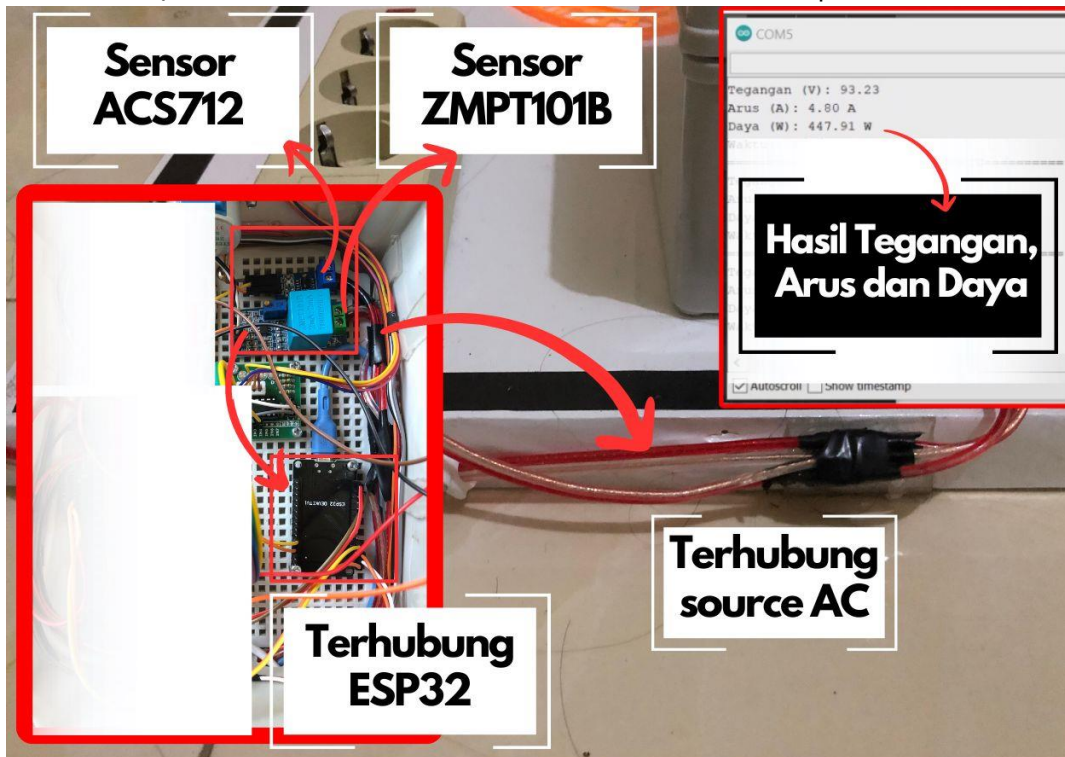 Sensor
ACS712
Sensor
ZMPT101B
COM5
Tegangan (V): 93.23
Arus (A): 4.80 A
Daya (W): 447.91 W
Hasil Tegangan,
Arus dan Daya
Autoscroll
Show timestamp
Terhubung
source AC
Terhubung
ESP32